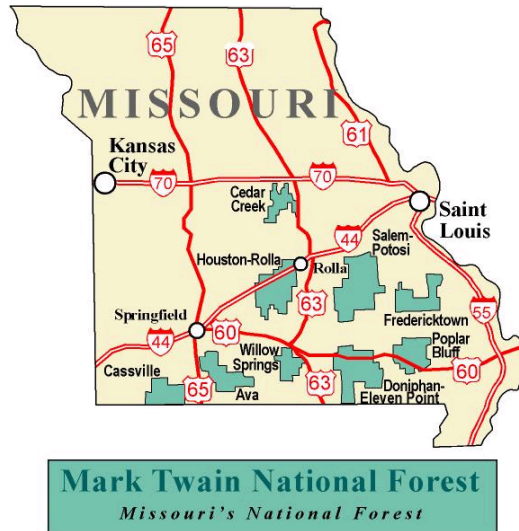 65
63
MISSOURI
61
Kansas
City
70
70
Cedar
Creek
Saint
Louis
44
Salem-
Potosi
Houston-Rolla
Rolla
63
Springfield
Fredericktown
55
44
60
Willow
Springs
Poplar
Bluff
60
Cassville
65
Ava
63
Doniphan-
Eleven Point
Mark Twain National Forest
Missouri's National Forest